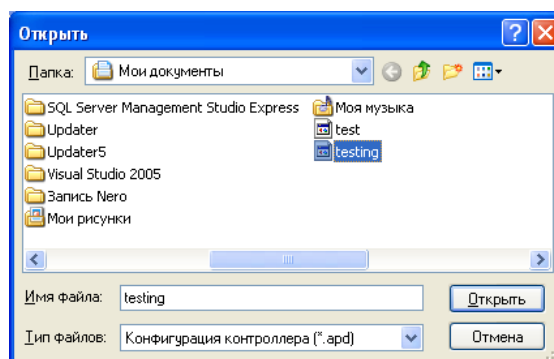 Открыть
Папка: Мои документы
SQL Server Management Studio Express
Updater
Updater5
Visual Studio 2005
Запись Nero
Мои рисунки
Моя музыка
test
testing
Имя файла: testing
Открыть
Тип файлов: Конфигурация контроллера (*.apd)
Отмена